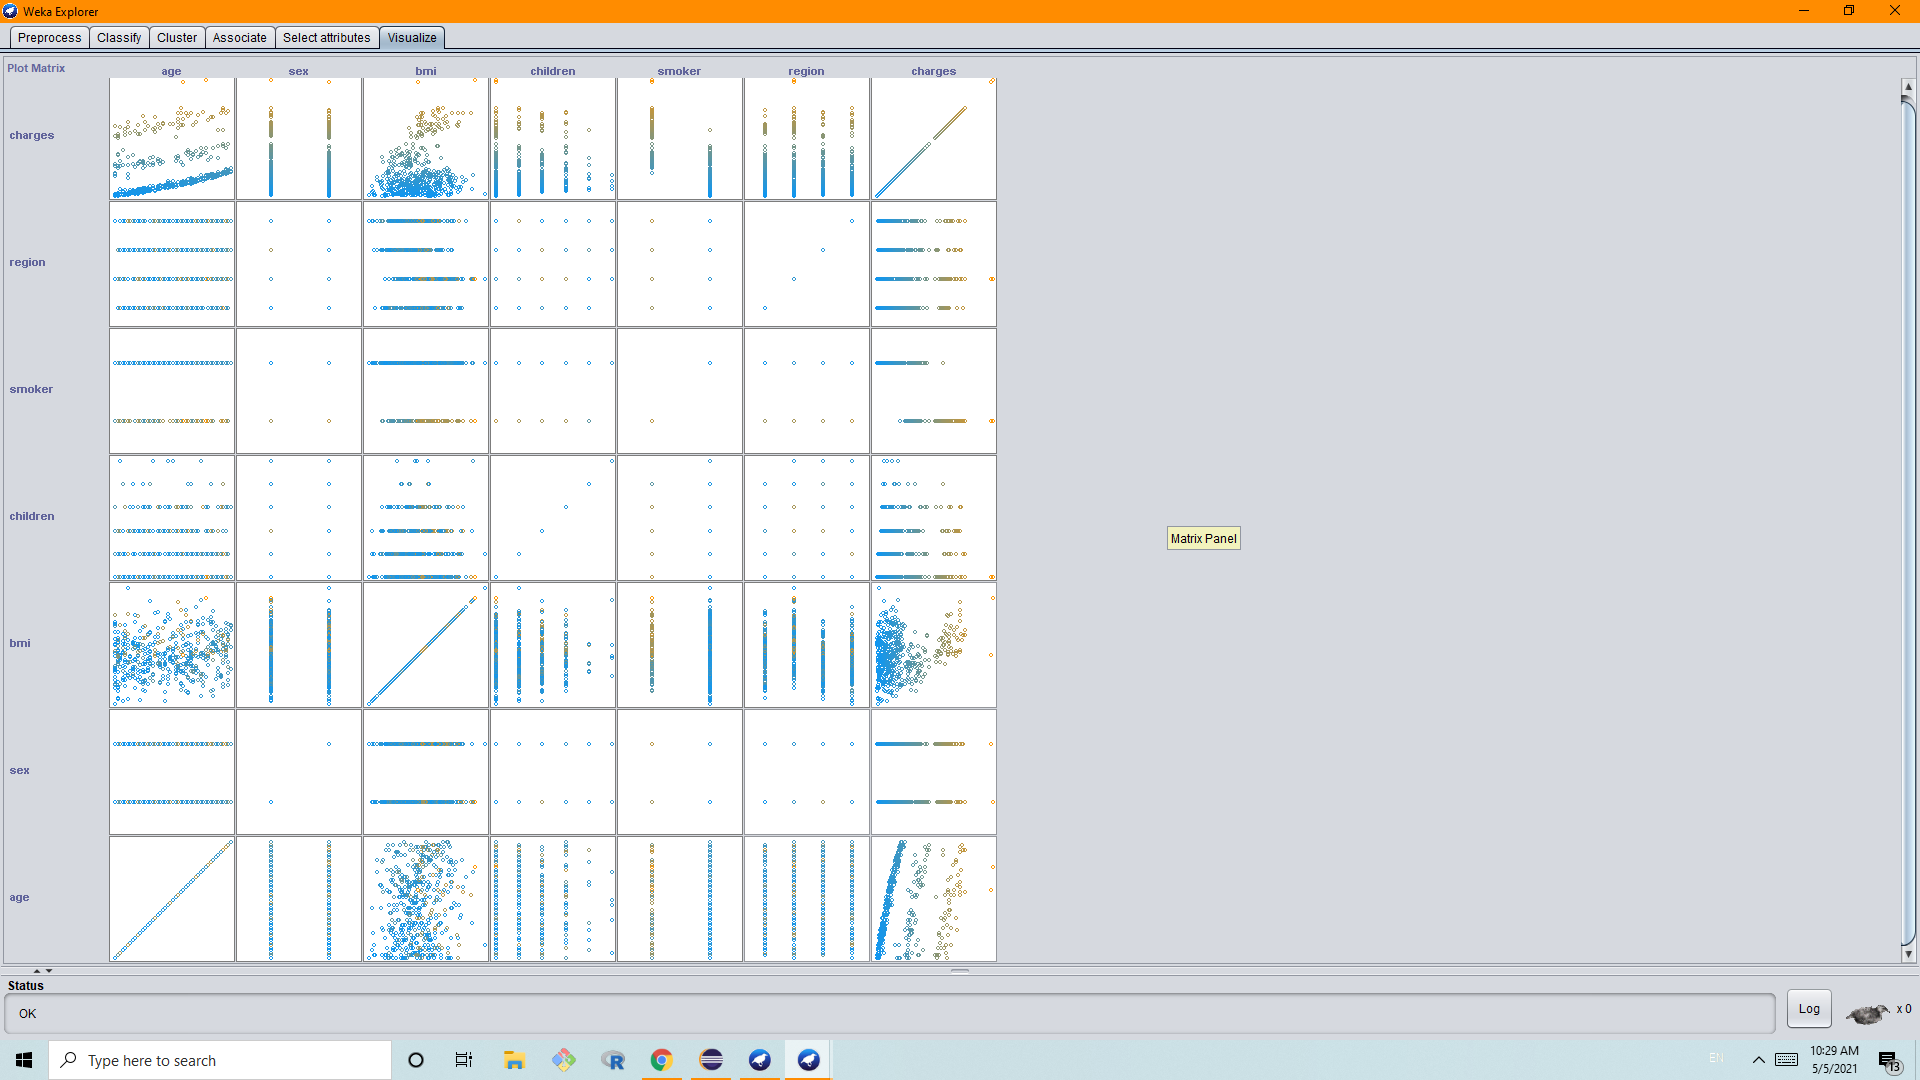 Weka Explorer
Preprocess Classify Cluster Associate Select attributes Visualize
Plot Matrix
age sex bmi children smoker region charges
charges
region
smoker
children
Matrix Panel
bmi
sex
age
Status
OK
Log
x 0
Type here to search
R
EN
10:29 AM
5/5/2021
13